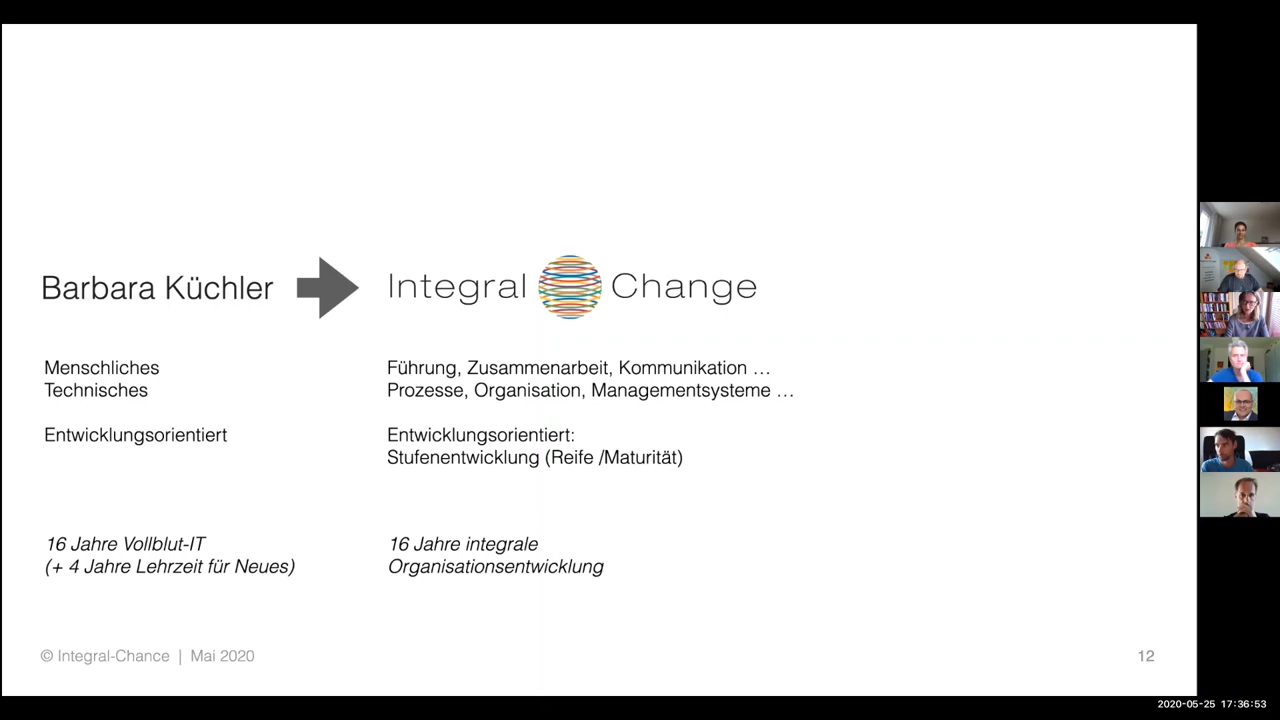 Barbara Küchler
Integral Change
Menschliches
Technisches
Führung, Zusammenarbeit, Kommunikation …
Prozesse, Organisation, Managementsysteme …
Entwicklungsorientiert
Entwicklungsorientiert:
Stufenentwicklung (Reife /Maturität)
16 Jahre Vollblut-IT
(+ 4 Jahre Lehrzeit für Neues)
16 Jahre integrale
Organisationsentwicklung
© Integral-Chance | Mai 2020
12
2020-05-25 17:36:53